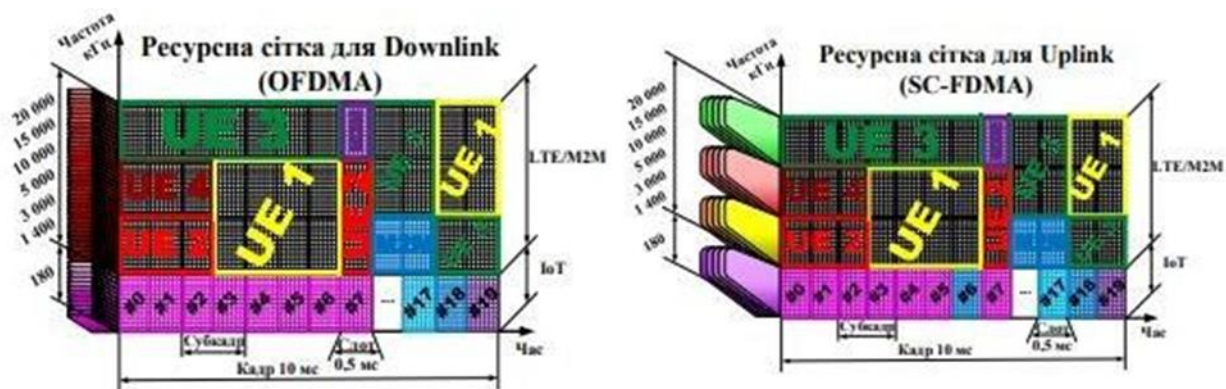 Частота
кГц
Ресурсна сітка для Downlink
(OFDMA)
20 000
15 000
10 000
5 000
3 000
1 400
180
UE 3
UE 4
UE 2
UE 1
UE 1
M2M
LTE/M2M
IoT
#0
#1
#2
#3
#4
#5
#6
#7
...
#17
#18
#19
Субкадр
Слот
0,5 мс
Час
Кадр 10 мс
Частота
кГц
Ресурсна сітка для Uplink
(SC-FDMA)
20 000
15 000
10 000
5 000
3 000
1 400
180
UE 3
UE 2
UE 1
UE 1
LTE/M2M
IoT
#0
#1
#2
#3
#4
#5
#6
#7
...
#17
#18
#19
Субкадр
Слот
0,5 мс
Час
Кадр 10 мс